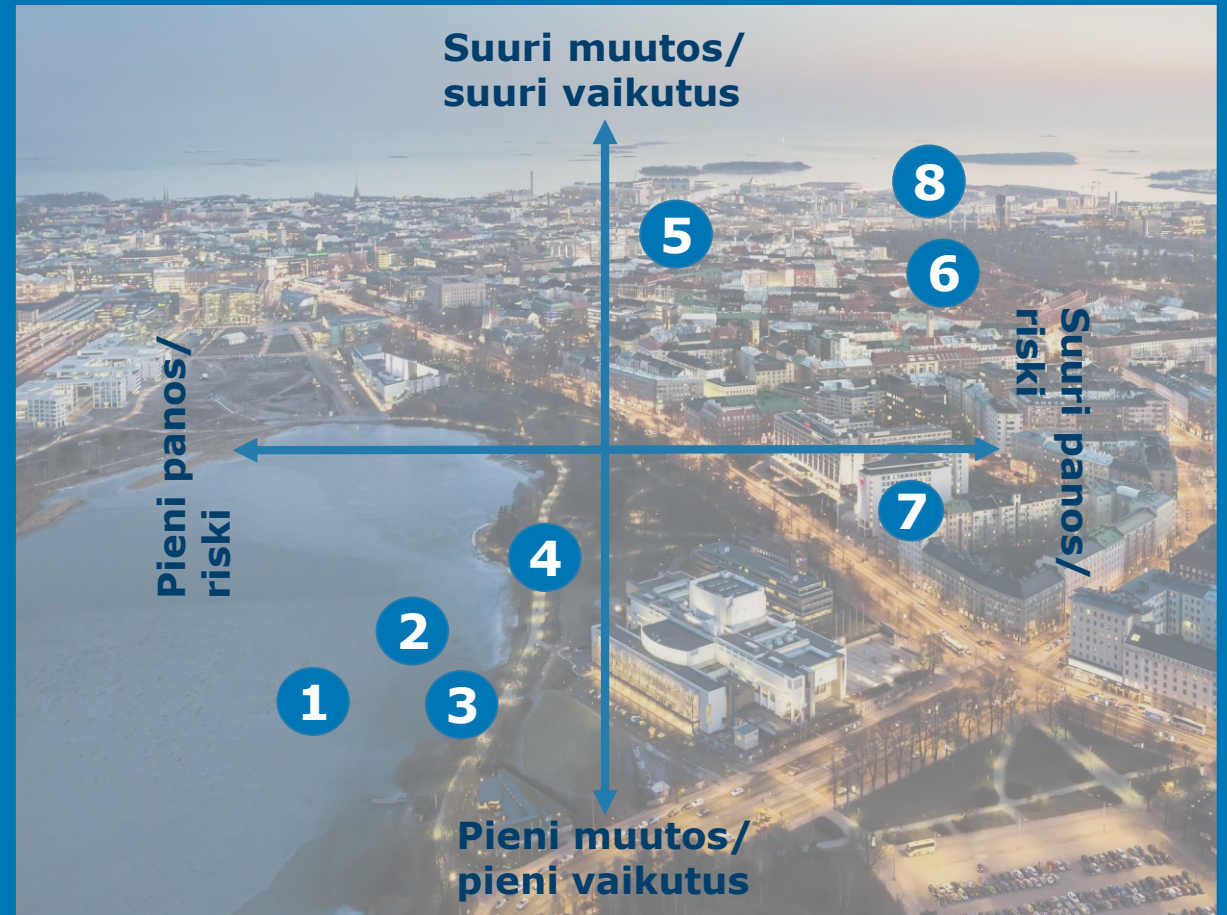 Suuri muutos/
suuri vaikutus
8
5
6
Suuri panos/
riski
Pieni panos/
riski
7
4
2
1
3
Pieni muutos/
pieni vaikutus